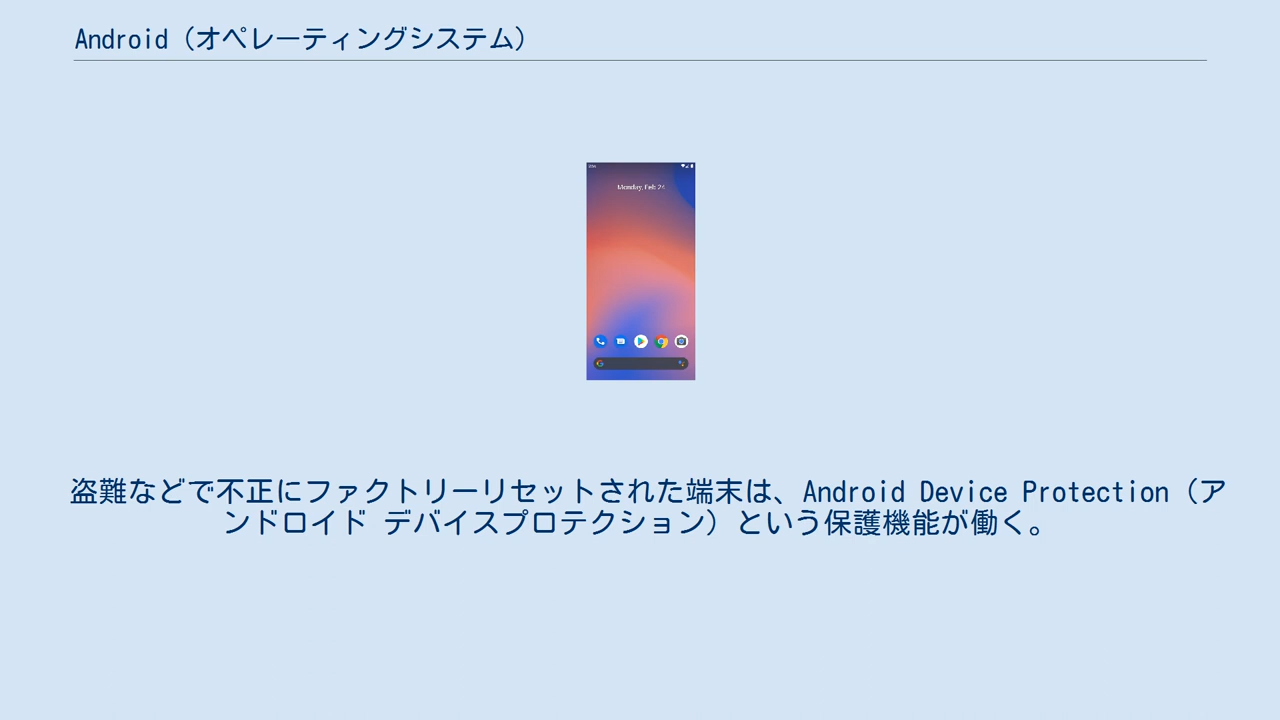 Android（オペレーティングシステム）
Monday, Feb 24
盗難などで不正にファクトリーリセットされた端末は、Android Device Protection（ア
ンドロイド デバイスプロテクション）という保護機能が働く。